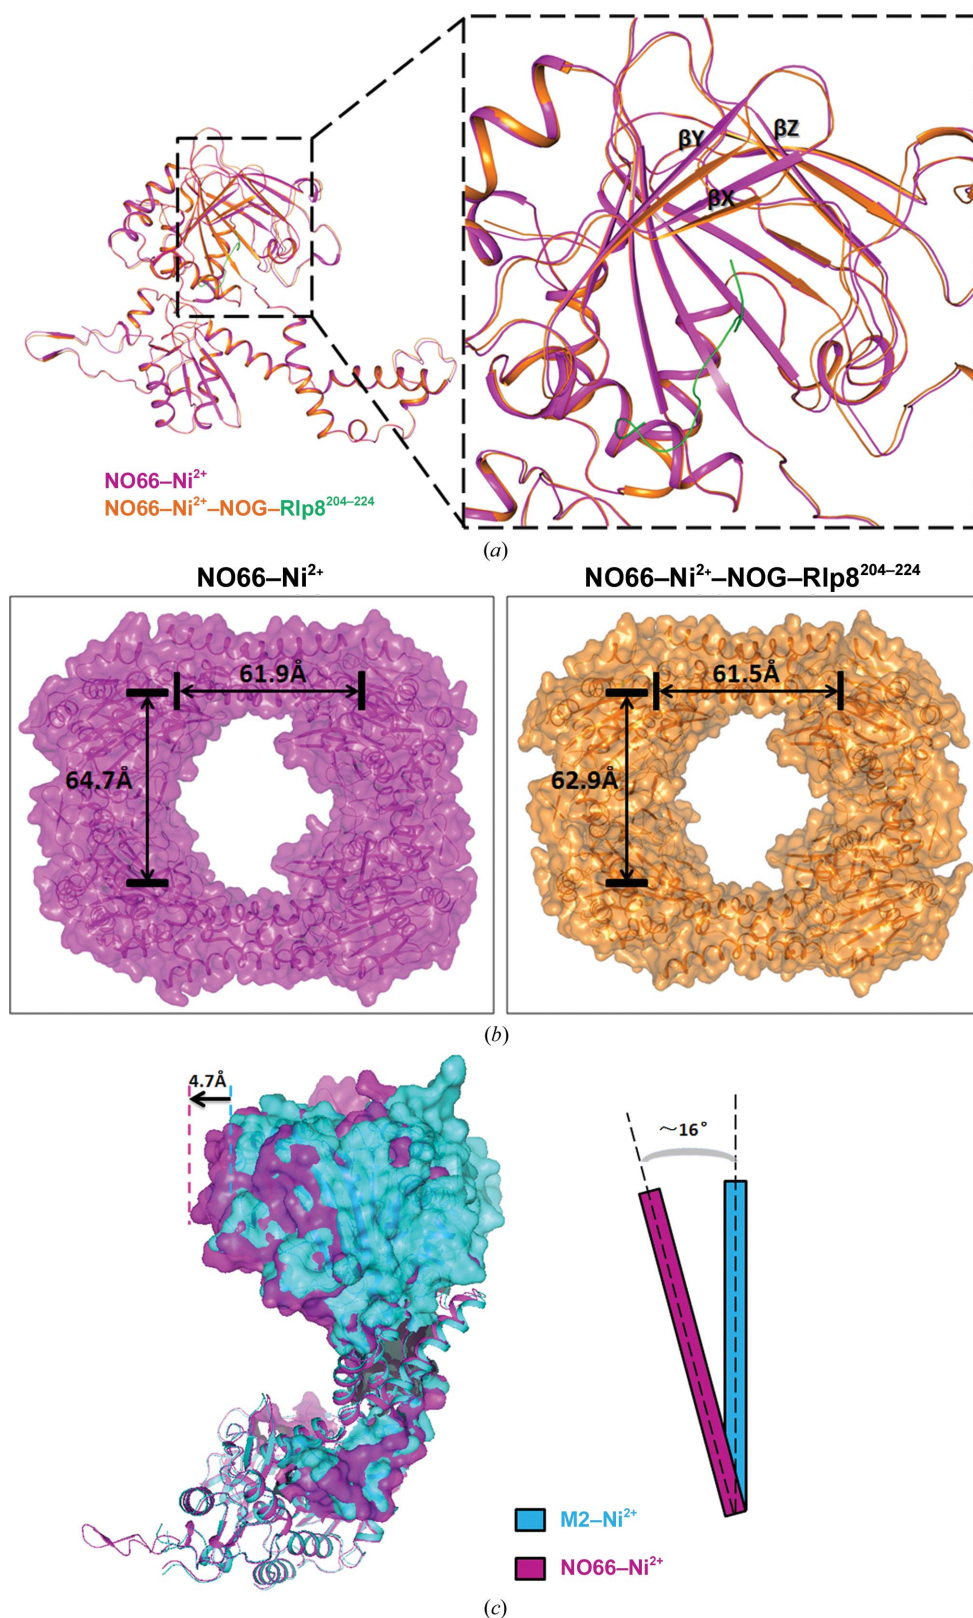 βY
βZ
βX
NO66–Ni²⁺
NO66–Ni²⁺–NOG–Rlp8²⁰⁴⁻²²⁴
(a)
NO66–Ni²⁺
NO66–Ni²⁺–NOG–Rlp8²⁰⁴⁻²²⁴
61.9Å
64.7Å
61.5Å
62.9Å
(b)
4.7Å
~16°
M2–Ni²⁺
NO66–Ni²⁺
(c)